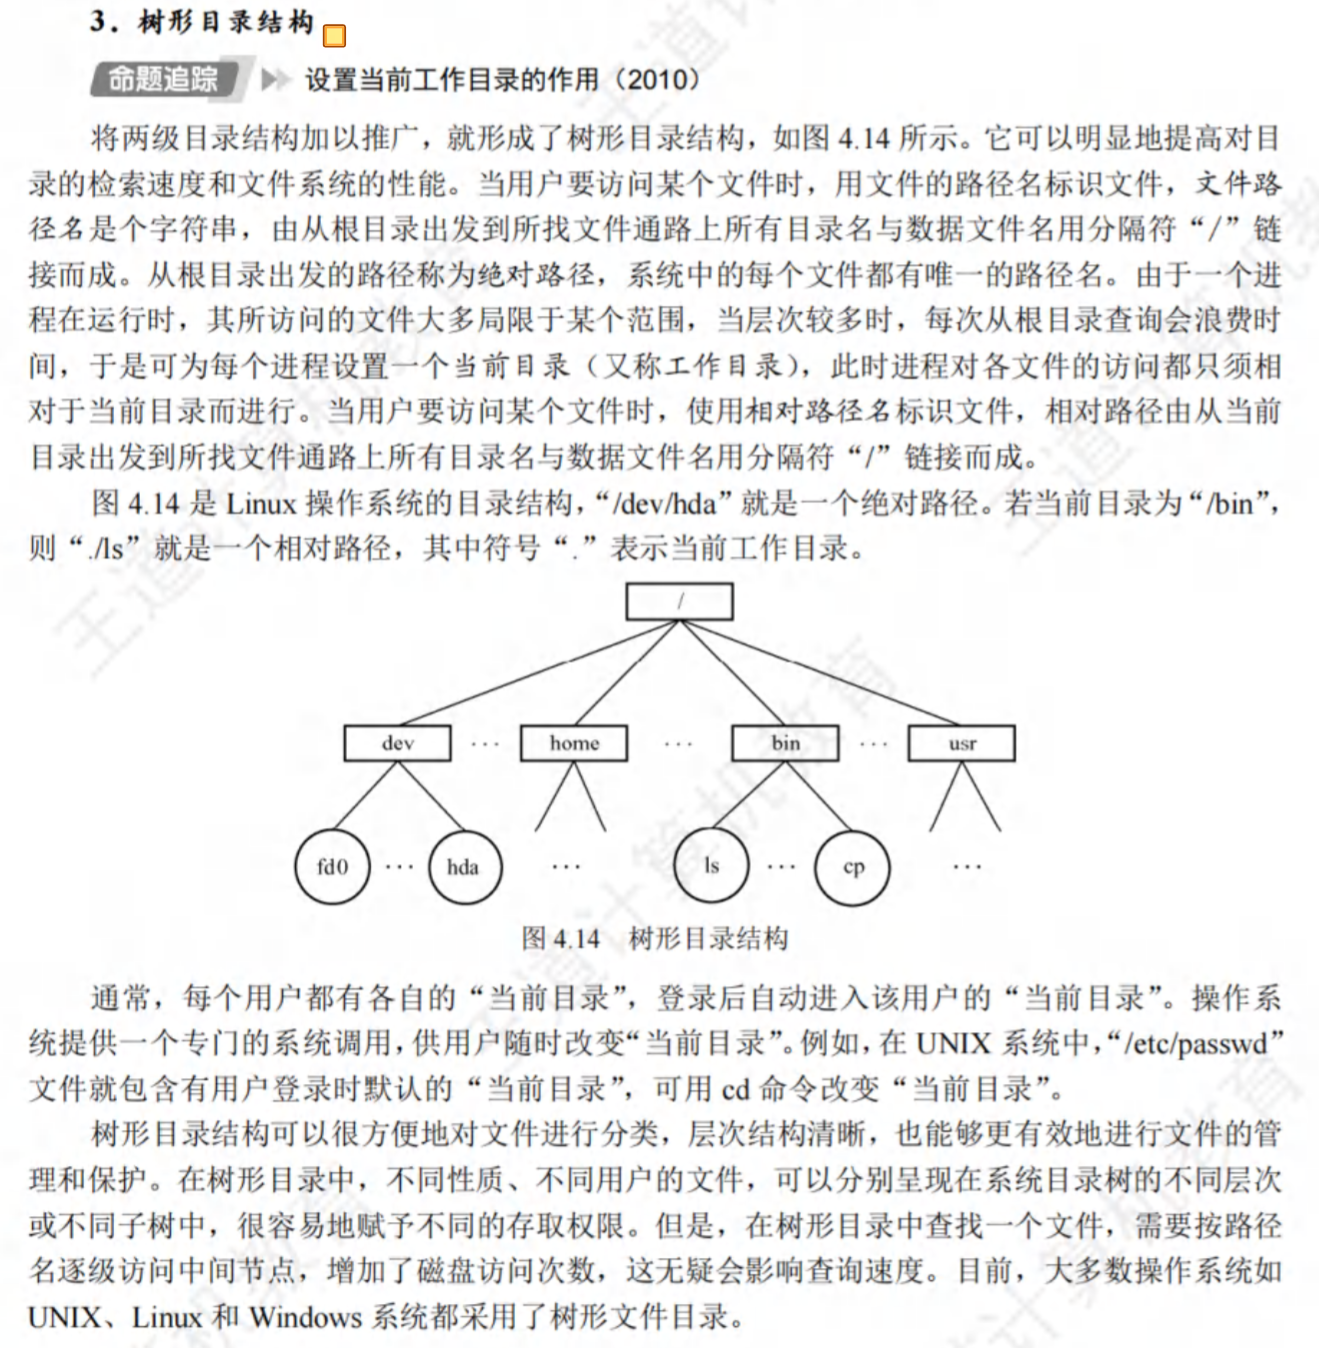 3. 树形目录结构
命题追踪 设置当前工作目录的作用（2010）
将两级目录结构加以推广，就形成了树形目录结构，如图 4.14 所示。它可以明显地提高对目
录的检索速度和文件系统的性能。当用户要访问某个文件时，用文件的路径名标识文件，文件路
径名是个字符串，由从根目录出发到所找文件通路上所有目录名与数据文件名用分隔符“/”链
接而成。从根目录出发的路径称为绝对路径，系统中的每个文件都有唯一的路径名。由于一个进
程在运行时，其所访问的文件大多局限于某个范围，当层次较多时，每次从根目录查询会浪费时
间，于是可为每个进程设置一个当前目录（又称工作目录），此时进程对各文件的访问都只须相
对于当前目录而进行。当用户要访问某个文件时，使用相对路径名标识文件，相对路径由从当前
目录出发到所找文件通路上所有目录名与数据文件名用分隔符“/”链接而成。
图 4.14 是 Linux 操作系统的目录结构，“/dev/hda”就是一个绝对路径。若当前目录为“/bin”，
则“./ls”就是一个相对路径，其中符号“.”表示当前工作目录。
/
dev … home … bin … usr
fd0 … hda … ls … cp …
图 4.14 树形目录结构
通常，每个用户都有各自的“当前目录”，登录后自动进入该用户的“当前目录”。操作系
统提供一个专门的系统调用，供用户随时改变“当前目录”。例如，在 UNIX 系统中，“/etc/passwd”
文件就包含有用户登录时默认的“当前目录”，可用 cd 命令改变“当前目录”。
树形目录结构可以很方便地对文件进行分类，层次结构清晰，也能够更有效地进行文件的管
理和保护。在树形目录中，不同性质、不同用户的文件，可以分别呈现在系统目录树的不同层次
或不同子树中，很容易地赋予不同的存取权限。但是，在树形目录中查找一个文件，需要按路径
名逐级访问中间节点，增加了磁盘访问次数，这无疑会影响查询速度。目前，大多数操作系统如
UNIX、Linux 和 Windows 系统都采用了树形文件目录。
王道计算机教育